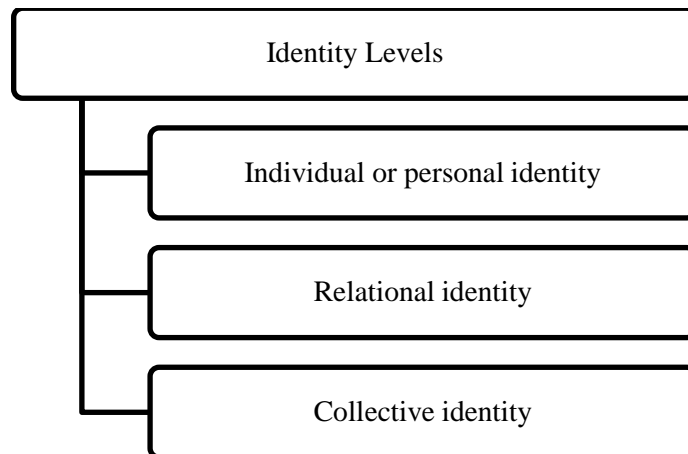 Identity Levels
Individual or personal identity
Relational identity
Collective identity